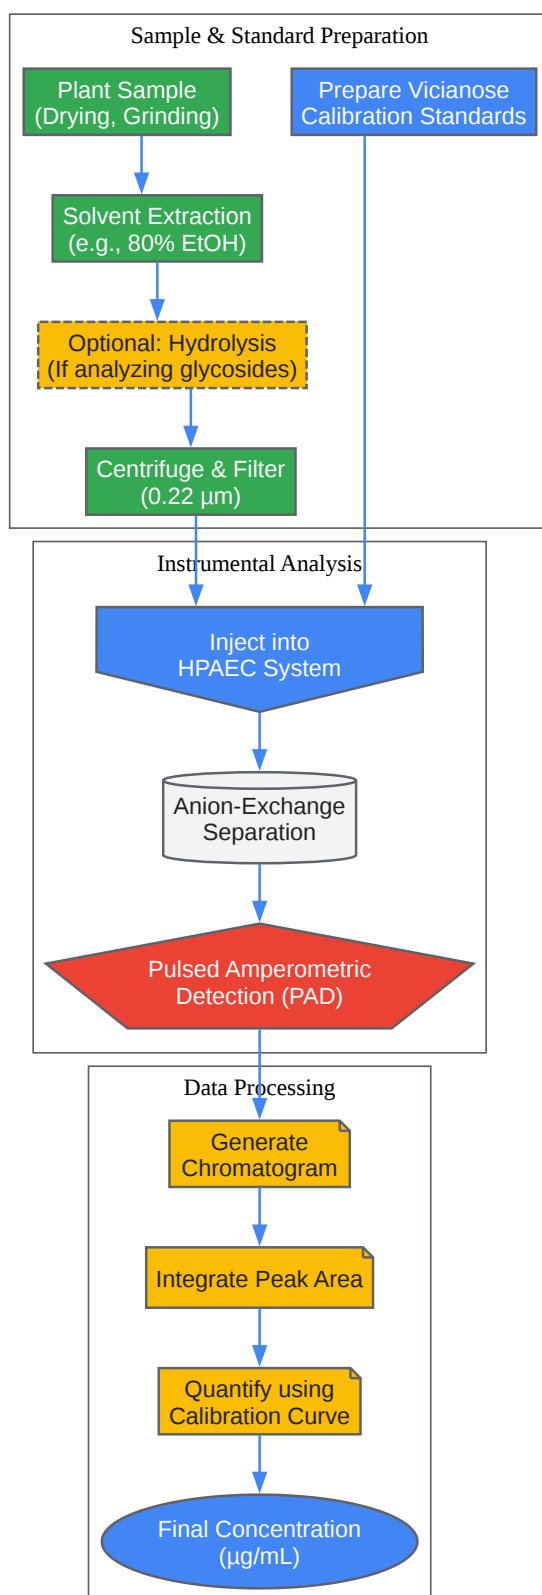 Sample & Standard Preparation
Plant Sample
(Drying, Grinding)
Prepare Vicianose
Calibration Standards
Solvent Extraction
(e.g., 80% EtOH)
Optional: Hydrolysis
(If analyzing glycosides)
Centrifuge & Filter
(0.22 µm)
Instrumental Analysis
Inject into
HPAEC System
Anion-Exchange
Separation
Pulsed Amperometric
Detection (PAD)
Data Processing
Generate
Chromatogram
Integrate Peak Area
Quantify using
Calibration Curve
Final Concentration
(µg/mL)